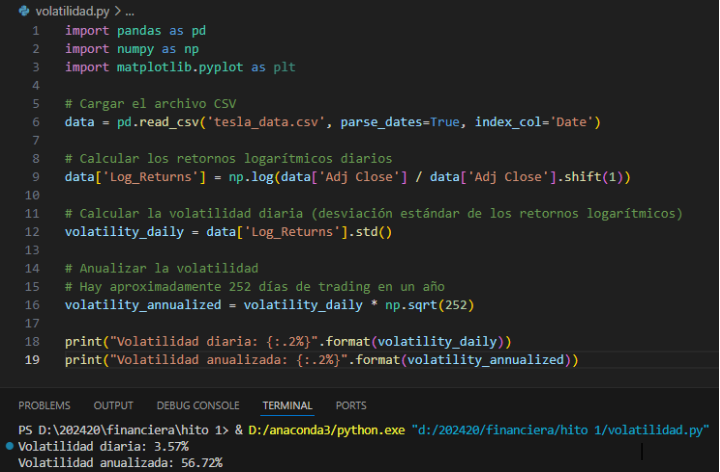 volatilidad.py > ...
1 import pandas as pd
2 import numpy as np
3 import matplotlib.pyplot as plt
4
5 # Cargar el archivo CSV
6 data = pd.read_csv('tesla_data.csv', parse_dates=True, index_col='Date')
7
8 # Calcular los retornos logarítmicos diarios
9 data['Log_Returns'] = np.log(data['Adj Close'] / data['Adj Close'].shift(1))
10
11 # Calcular la volatilidad diaria (desviación estándar de los retornos logarítmicos)
12 volatility_daily = data['Log_Returns'].std()
13
14 # Anualizar la volatilidad
15 # Hay aproximadamente 252 días de trading en un año
16 volatility_annualized = volatility_daily * np.sqrt(252)
17
18 print("Volatilidad diaria: {:.2%}".format(volatility_daily))
19 print("Volatilidad anualizada: {:.2%}".format(volatility_annualized))
PROBLEMS OUTPUT DEBUG CONSOLE TERMINAL PORTS
PS D:\202420\financiera\hito 1> & D:/anaconda3/python.exe "d:/202420/financiera/hito 1/volatilidad.py"
Volatilidad diaria: 3.57%
Volatilidad anualizada: 56.72%